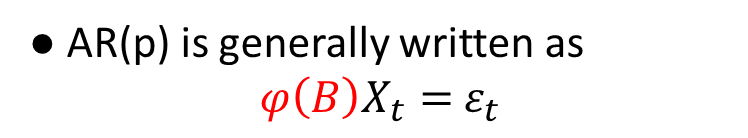 ● AR(p) is generally written as
φ(B)Xₜ = εₜ